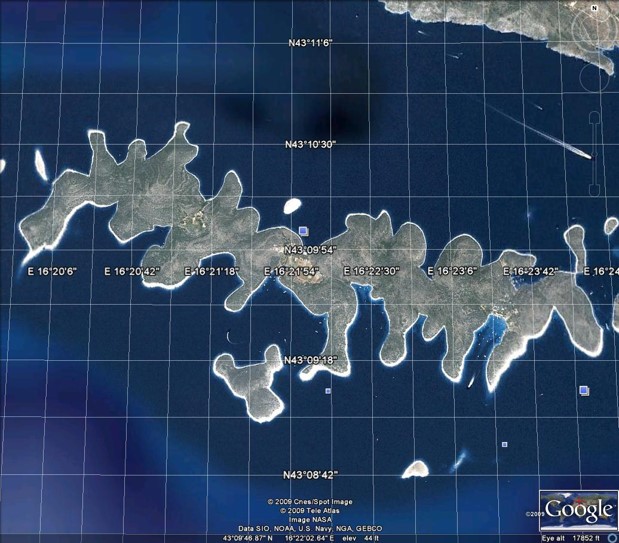 N
N43°11'6"
N43°10'30"
N43°09'54"
E 16°20'6" E 16°20'42" E 16°21'18" E 16°21'54" E 16°22'30" E 16°23'6" E 16°23'42" E 16°24
N43°09'18"
N43°08'42"
© 2009 Cnes/Spot Image
© 2009 Tele Atlas
Image NASA
Data SIO, NOAA, U.S. Navy, NGA, GEBCO
©2009 Google
43°09'46.87" N 16°22'02.64" E elev 44 ft
Eye alt 17852 ft